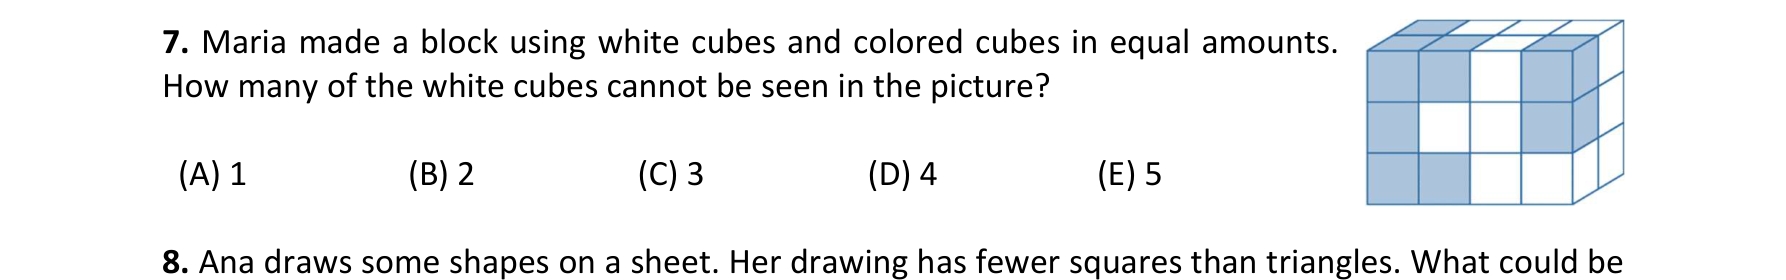 7. Maria made a block using white cubes and colored cubes in equal amounts.
How many of the white cubes cannot be seen in the picture?
(A) 1 (B) 2 (C) 3 (D) 4 (E) 5
8. Ana draws some shapes on a sheet. Her drawing has fewer squares than triangles. What could be